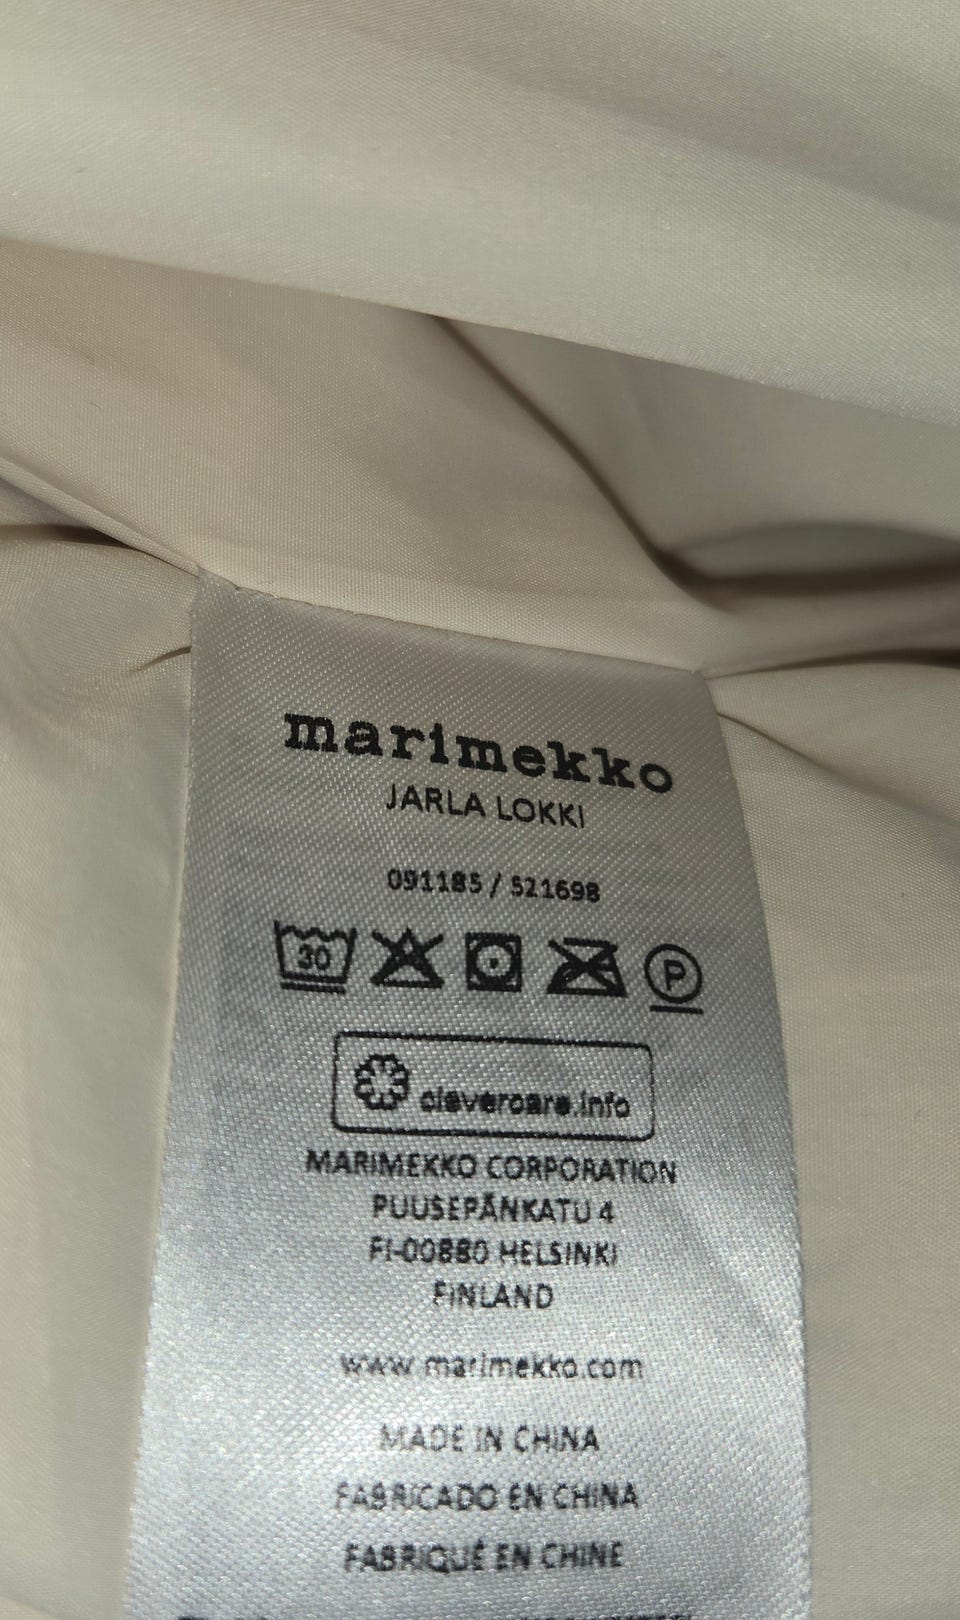 marimekko
JARLA LOKKI
091185 / 521698
30
P
clevercare.info
MARIMEKKO CORPORATION
PUUSEPÄNKATU 4
FI-00880 HELSINKI
FINLAND
www.marimekko.com
MADE IN CHINA
FABRICADO EN CHINA
FABRIQUÉ EN CHINE